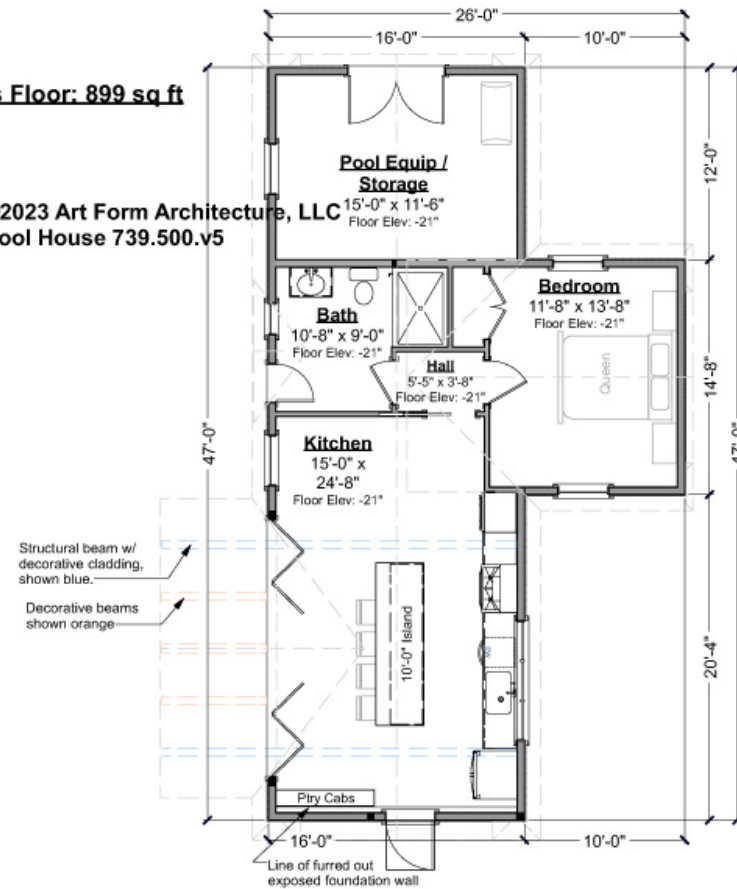 26'-0"
16'-0"
10'-0"
s Floor: 899 sq ft
2023 Art Form Architecture, LLC
ool House 739.500.v5
Pool Equip /
Storage
15'-0" x 11'-6"
Floor Elev: -21"
12'-0"
Bath
10'-8" x 9'-0"
Floor Elev: -21"
Bedroom
11'-8" x 13'-8"
Floor Elev: -21"
Queen
Hall
5'-5" x 3'-8"
Floor Elev: -21"
14'-8"
47'-0"
47'-0"
Kitchen
15'-0" x
24'-8"
Floor Elev: -21"
Structural beam w/
decorative cladding,
shown blue.
Decorative beams
shown orange
10'-0" Island
20'-4"
Ptry Cabs
16'-0"
10'-0"
Line of furred out
exposed foundation wall